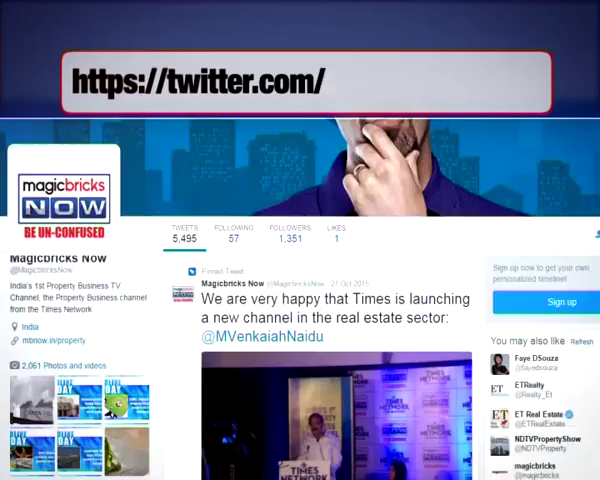 https://twitter.com/
magicbricks
NOW
BE UN-CONFUSED
TWEETS
FOLLOWING
FOLLOWERS
LIKES
5,495
57
1,351
1
Magicbricks Now
@MagicbricksNow
India's 1st Property Business TV
Channel, the Property Business channel
from the Times Network
India
mbnow.in/property
2,061 Photos and videos
Pinned Tweet
Magicbricks Now @MagicbricksNow 27 Oct 2015
We are very happy that Times is launching
a new channel in the real estate sector:
@MVenkaiahNaidu
TIMES
NETWORK
Sign up now to get your own
personalized timeline!
Sign up
You may also like Refresh
Faye DSouza
@fayedsouza
ETRealty
@Realty_Et
ET Real Estate
@ETRealEstate
NDTVPropertyShow
@NDTVProperty
magicbricks
@magicbricks